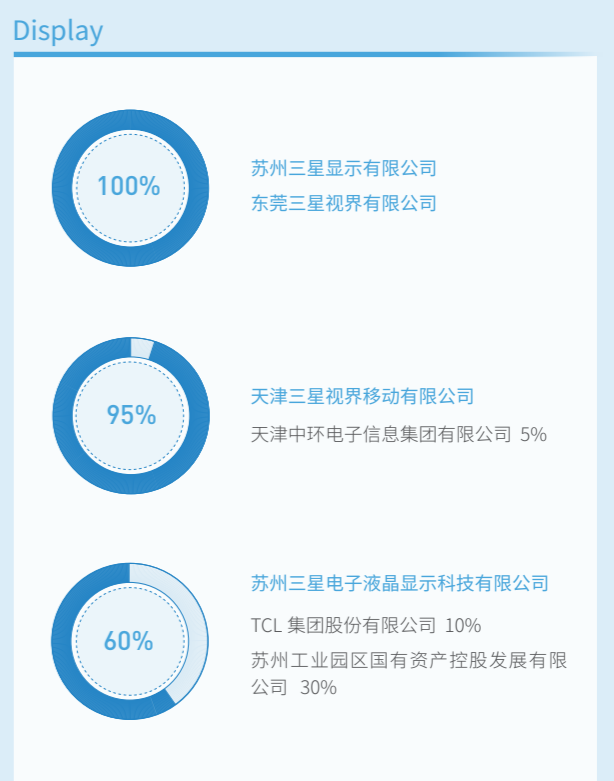 Display
100%
苏州三星显示有限公司
东莞三星视界有限公司
95%
天津三星视界移动有限公司
天津中环电子信息集团有限公司 5%
60%
苏州三星电子液晶显示科技有限公司
TCL 集团股份有限公司 10%
苏州工业园区国有资产控股发展有限
公司 30%